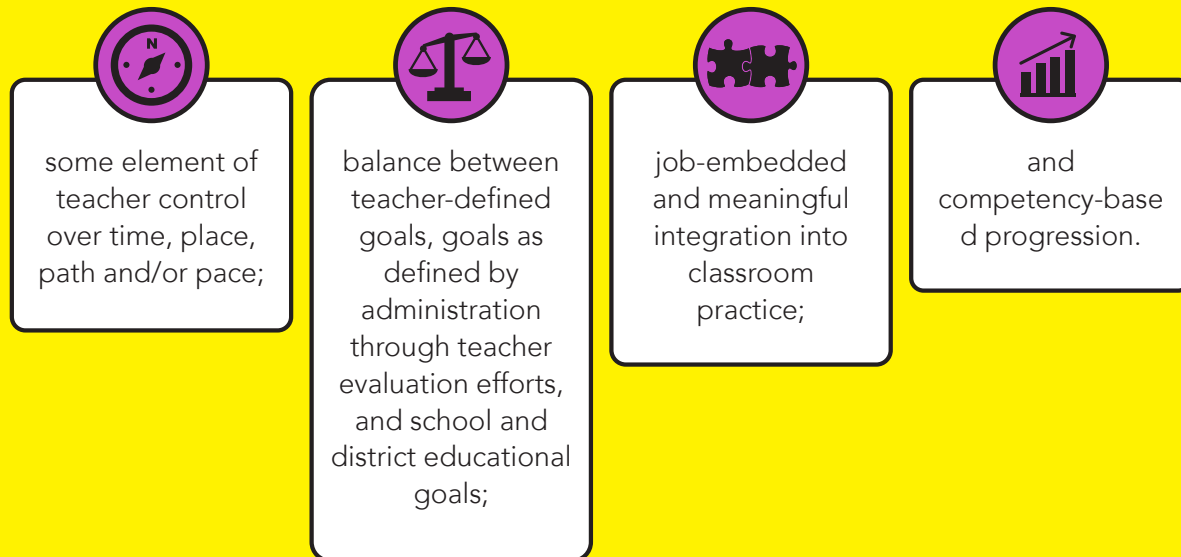 N
some element of
teacher control
over time, place,
path and/or pace;
balance between
teacher-defined
goals, goals as
defined by
administration
through teacher
evaluation efforts,
and school and
district educational
goals;
job-embedded
and meaningful
integration into
classroom
practice;
and
competency-base
d progression.